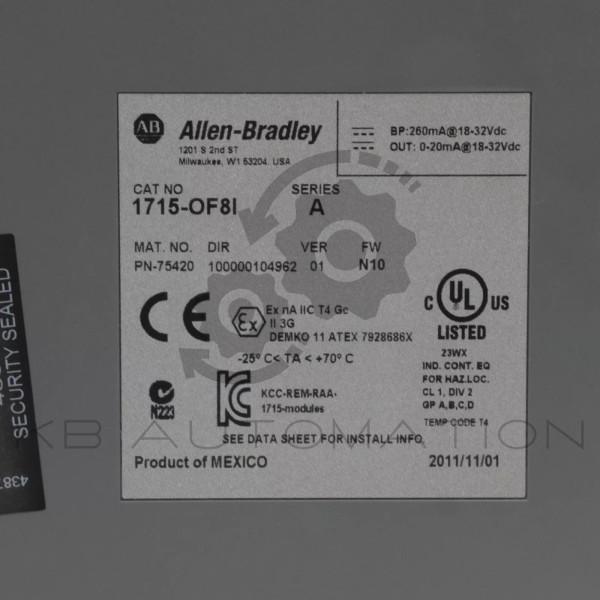 AB
Allen-Bradley
1201 S 2nd ST
Milwaukee, W1 53204. USA
BP:260mA@18-32Vdc
OUT: 0-20mA@18-32Vdc
CAT NO SERIES
1715-OF8I A
MAT. NO. DIR VER FW
PN-75420 100000104962 01 N10
CE
Ex
Ex nA IIC T4 Gc
II 3G
DEMKO 11 ATEX 7928686X
-25° C< TA < +70° C
C UL US
LISTED
23WX
IND. CONT. EQ
FOR HAZ.LOC.
CL 1, DIV 2
GP A,B,C,D
TEMP CODE T4
N223
KCC-REM-RAA-
1715-modules
SEE DATA SHEET FOR INSTALL INFO
Product of MEXICO 2011/11/01
SECURITY SEALED
KB AUTOMATION